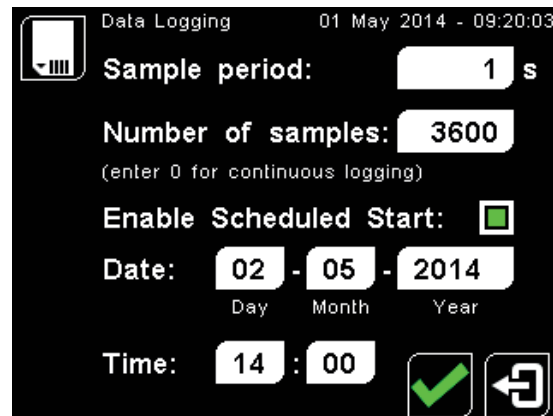 Data Logging 01 May 2014 - 09:20:03
Sample period: 1 s
Number of samples: 3600
(enter 0 for continuous logging)
Enable Scheduled Start:
Date: 02 - 05 - 2014
Day Month Year
Time: 14 : 00